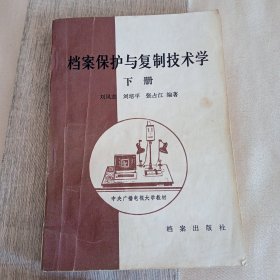 档案保护与复制技术学
下册
刘凤志 刘培平 张占江 编著
中央广播电视大学教材
档案出版社